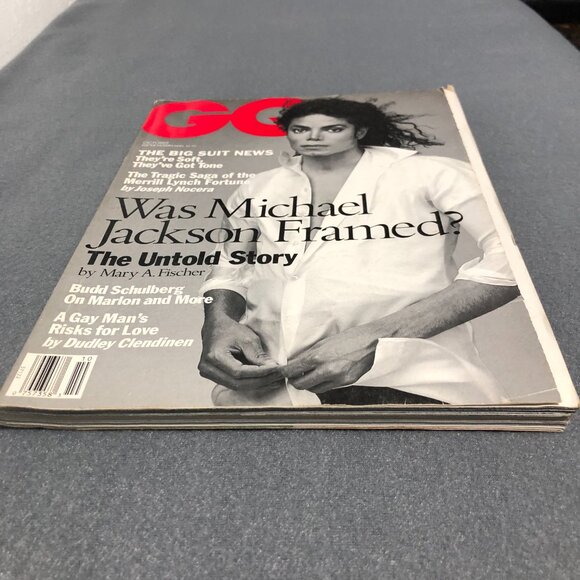 GQ
THE BIG SUIT NEWS
They're Soft,
They've Got Tone
The Tragic Saga of the
Merrill Lynch Fortune
by Joseph Nocera
Was Michael
Jackson Framed?
The Untold Story
by Mary A. Fischer
Budd Schulberg
On Marlon and More
A Gay Man's
Risks for Love
by Dudley Clendinen
10